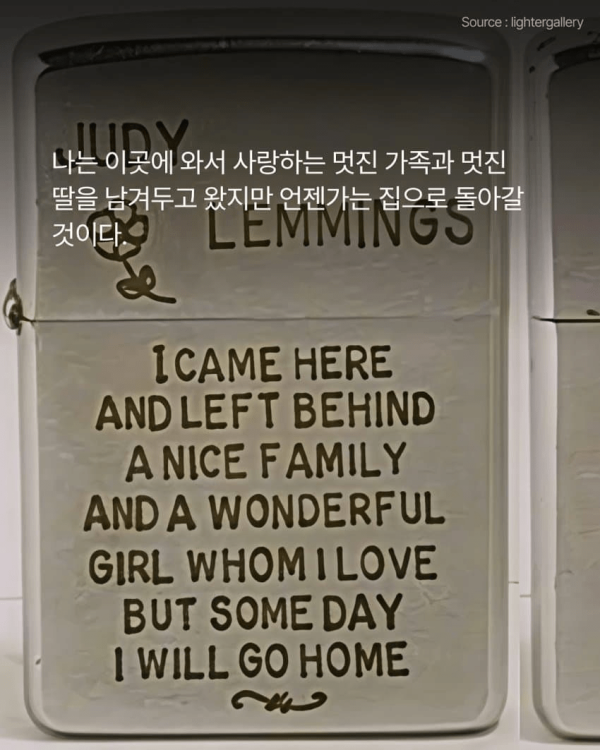 Source : lightergallery
JUDY
나는 이곳에 와서 사랑하는 멋진 가족과 멋진
딸을 남겨두고 왔지만 언젠가는 집으로 돌아갈
것이다.
LEMMINGS
I CAME HERE
AND LEFT BEHIND
A NICE FAMILY
AND A WONDERFUL
GIRL WHOM I LOVE
BUT SOME DAY
I WILL GO HOME